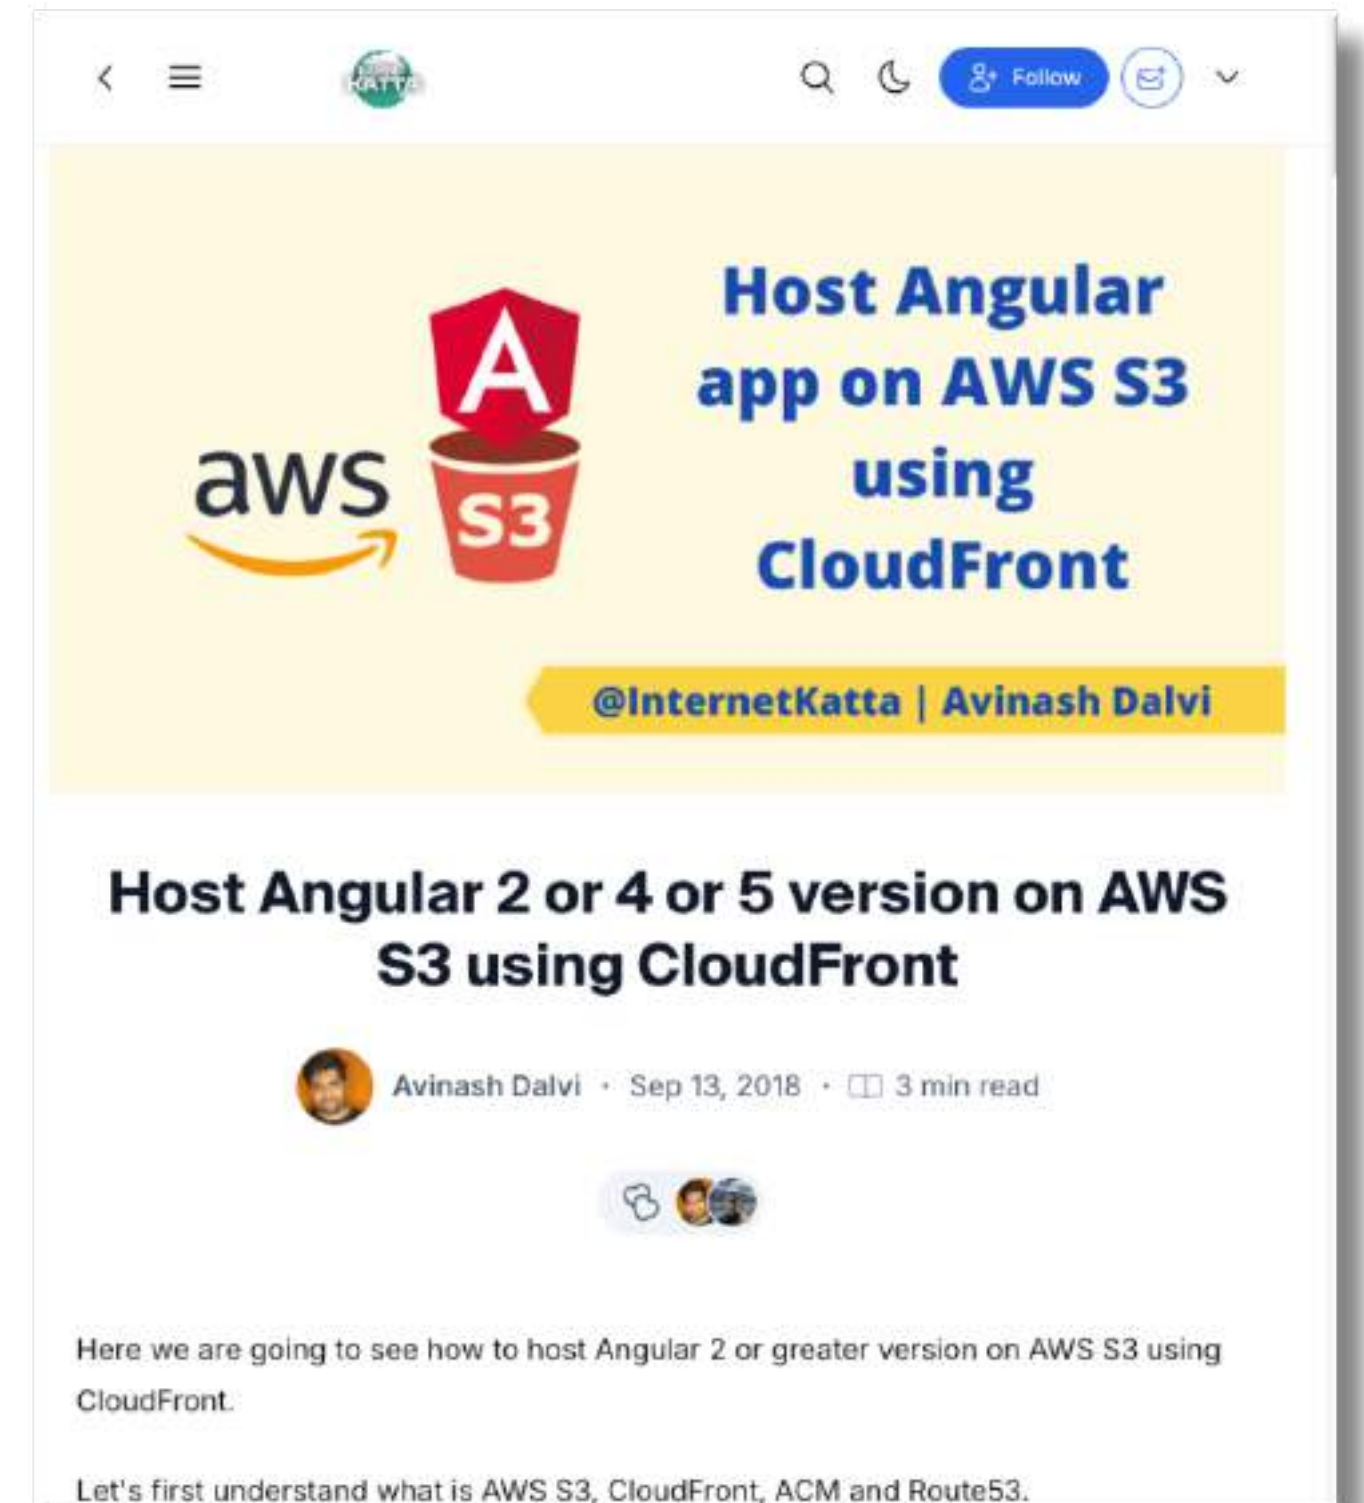 KATTA
Follow
Host Angular
app on AWS S3
using
CloudFront
A
aws
S3
@InternetKatta | Avinash Dalvi
Host Angular 2 or 4 or 5 version on AWS
S3 using CloudFront
Avinash Dalvi · Sep 13, 2018 · 3 min read
Here we are going to see how to host Angular 2 or greater version on AWS S3 using
CloudFront.
Let's first understand what is AWS S3, CloudFront, ACM and Route53.